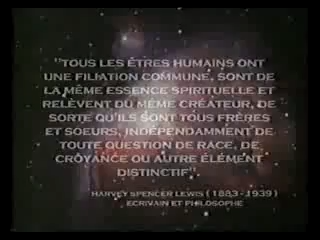 "TOUS LES ÊTRES HUMAINS ONT
UNE FILIATION COMMUNE, SONT DE
LA MÊME ESSENCE SPIRITUELLE ET
RELÈVENT DU MÊME CRÉATEUR, DE
SORTE QU'ILS SONT TOUS FRÈRES
ET SOEURS, INDÉPENDAMMENT DE
TOUTE QUESTION DE RACE, DE
CROYANCE OU AUTRE ÉLÉMENT
DISTINCTIF".
HARVEY SPENCER LEWIS (1883 - 1939)
ECRIVAIN ET PHILOSOPHE